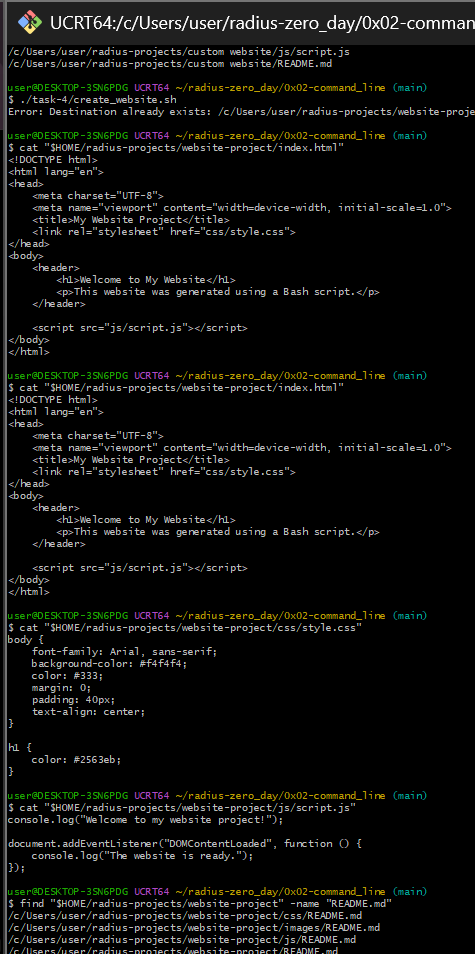 UCRT64:/c/Users/user/radius-zero_day/0x02-comman
/c/Users/user/radius-projects/custom website/js/script.js
/c/Users/user/radius-projects/custom website/README.md
user@DESKTOP-3SN6PDG UCRT64 ~/radius-zero_day/0x02-command_line (main)
$ ./task-4/create_website.sh
Error: Destination already exists: /c/Users/user/radius-projects/website-proje
user@DESKTOP-3SN6PDG UCRT64 ~/radius-zero_day/0x02-command_line (main)
$ cat "$HOME/radius-projects/website-project/index.html"
<!DOCTYPE html>
<html lang="en">
<head>
    <meta charset="UTF-8">
    <meta name="viewport" content="width=device-width, initial-scale=1.0">
    <title>My Website Project</title>
    <link rel="stylesheet" href="css/style.css">
</head>
<body>
    <header>
        <h1>Welcome to My Website</h1>
        <p>This website was generated using a Bash script.</p>
    </header>
    <script src="js/script.js"></script>
</body>
</html>
user@DESKTOP-3SN6PDG UCRT64 ~/radius-zero_day/0x02-command_line (main)
$ cat "$HOME/radius-projects/website-project/index.html"
<!DOCTYPE html>
<html lang="en">
<head>
    <meta charset="UTF-8">
    <meta name="viewport" content="width=device-width, initial-scale=1.0">
    <title>My Website Project</title>
    <link rel="stylesheet" href="css/style.css">
</head>
<body>
    <header>
        <h1>Welcome to My Website</h1>
        <p>This website was generated using a Bash script.</p>
    </header>
    <script src="js/script.js"></script>
</body>
</html>
user@DESKTOP-3SN6PDG UCRT64 ~/radius-zero_day/0x02-command_line (main)
$ cat "$HOME/radius-projects/website-project/css/style.css"
body {
    font-family: Arial, sans-serif;
    background-color: #f4f4f4;
    color: #333;
    margin: 0;
    padding: 40px;
    text-align: center;
}
h1 {
    color: #2563eb;
}
user@DESKTOP-3SN6PDG UCRT64 ~/radius-zero_day/0x02-command_line (main)
$ cat "$HOME/radius-projects/website-project/js/script.js"
console.log("Welcome to my website project!");
document.addEventListener("DOMContentLoaded", function () {
    console.log("The website is ready.");
});
user@DESKTOP-3SN6PDG UCRT64 ~/radius-zero_day/0x02-command_line (main)
$ find "$HOME/radius-projects/website-project" -name "README.md"
/c/Users/user/radius-projects/website-project/css/README.md
/c/Users/user/radius-projects/website-project/images/README.md
/c/Users/user/radius-projects/website-project/js/README.md
/c/Users/user/radius-projects/website-project/README.md